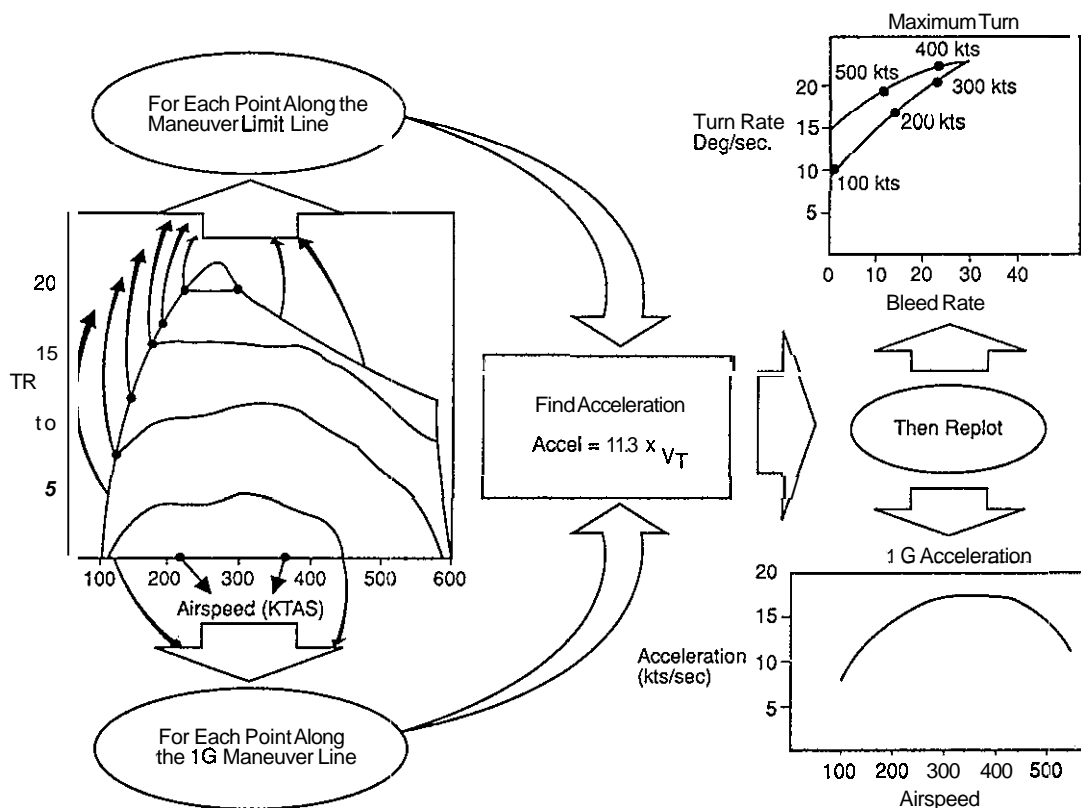 For Each Point Along the
Maneuver Limit Line
20
15
TR
to
5
100 200 300 400 500 600
Airspeed (KTAS)
For Each Point Along
the 1G Maneuver Line
Find Acceleration
Accel = 11.3 x VT
Maximum Turn
400 kts
500 kts
300 kts
200 kts
100 kts
Turn Rate
Deg/sec.
20
15
10
5
0 10 20 30 40
Bleed Rate
Then Replot
1 G Acceleration
20
15
10
5
Acceleration
(kts/sec)
100 200 300 400 500
Airspeed